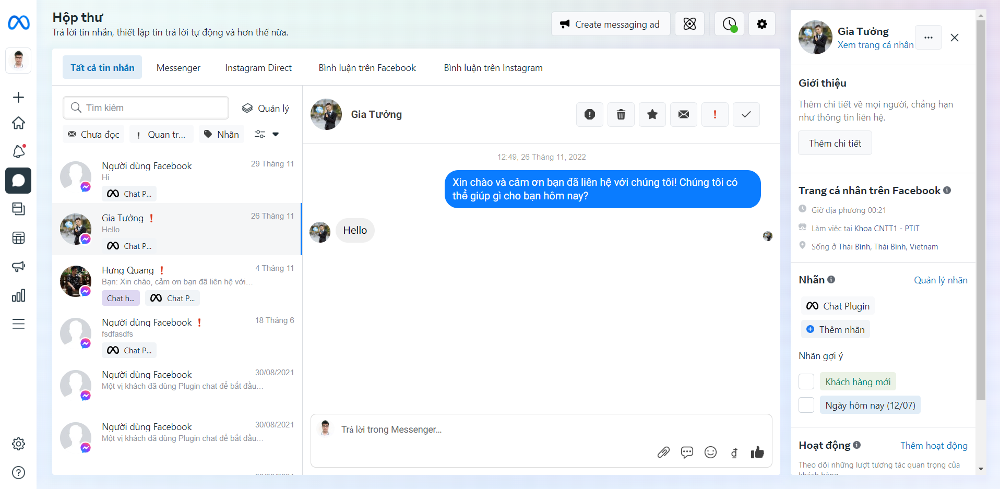 Hộp thư
Trả lời tin nhắn, thiết lập tin trả lời tự động và hơn thế nữa.
Create messaging ad
Tất cả tin nhắn
Messenger
Instagram Direct
Bình luận trên Facebook
Bình luận trên Instagram
Tìm kiếm
Quản lý
Chưa đọc
Quan tr...
Nhãn
Người dùng Facebook
29 Tháng 11
Hi
Chat P...
Gia Tưởng
26 Tháng 11
Hello
Chat P...
Hưng Quang
4 Tháng 11
Bạn: Xin chào, cảm ơn bạn đã liên hệ với...
Chat h...
Chat P...
Người dùng Facebook
18 Tháng 6
fsdfasdfs
Chat P...
Người dùng Facebook
30/08/2021
Một vị khách đã dùng Plugin chat để bắt đầu...
Người dùng Facebook
30/08/2021
Một vị khách đã dùng Plugin chat để bắt đầu...
Gia Tưởng
12:49, 26 Tháng 11, 2022
Xin chào và cảm ơn bạn đã liên hệ với chúng tôi! Chúng tôi có
thể giúp gì cho bạn hôm nay?
Hello
Trả lời trong Messenger...
đ
Gia Tưởng
Xem trang cá nhân
Giới thiệu
Thêm chi tiết về mọi người, chẳng hạn
như thông tin liên hệ.
Thêm chi tiết
Trang cá nhân trên Facebook
Giờ địa phương 00:21
Làm việc tại Khoa CNTT1 - PTIT
Sống ở Thái Bình, Thái Bình, Vietnam
Nhãn
Quản lý nhãn
Chat Plugin
Thêm nhãn
Nhãn gợi ý
Khách hàng mới
Ngày hôm nay (12/07)
Hoạt động
Thêm hoạt động
Theo dõi những lượt tương tác quan trọng của
khách hàng